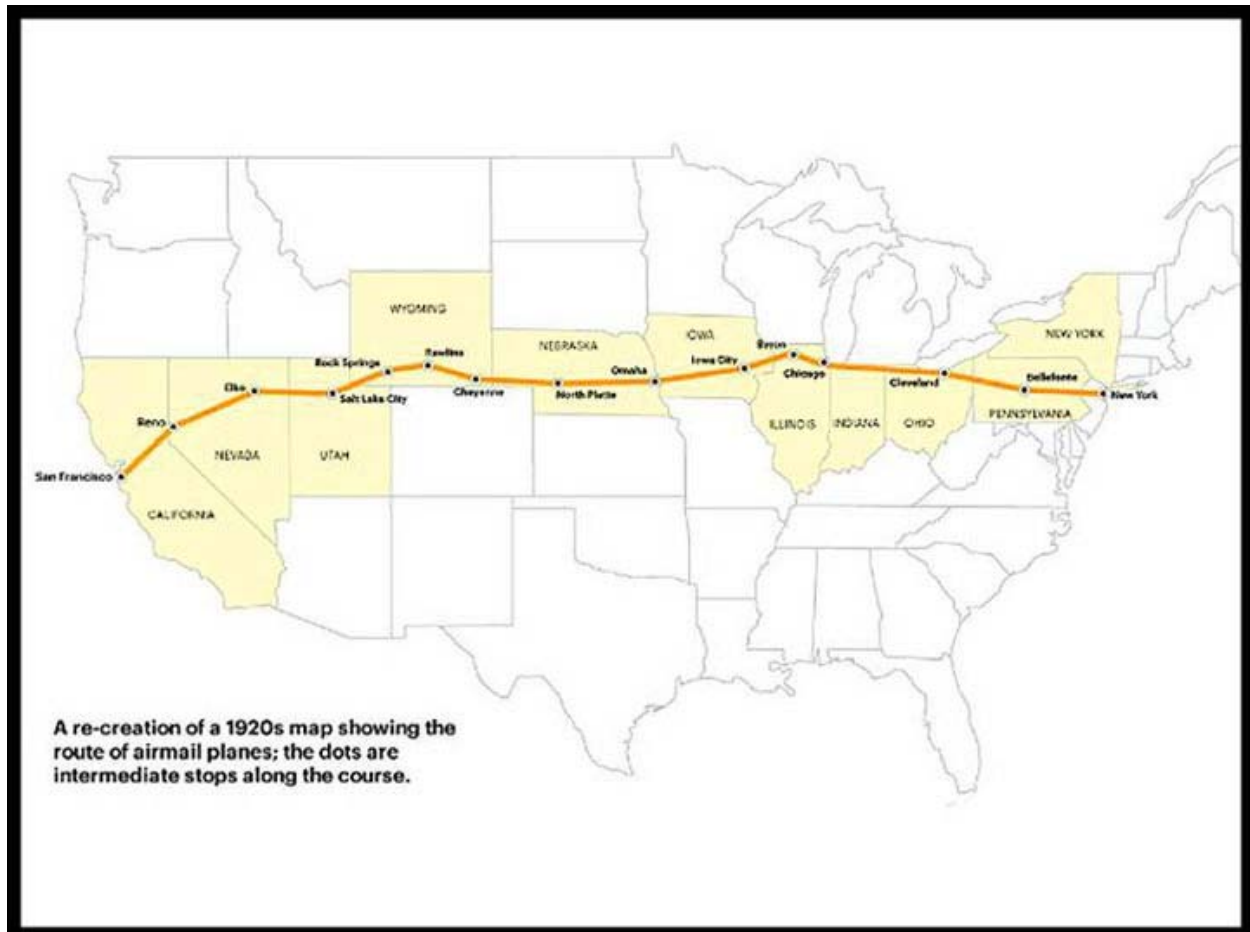 WYOMING
NEW YORK
IOWA
NEBRASKA
Byron
Rawlins
Rock Springs
Iowa City
Omaha
Chicago
Cleveland
Bellefonte
Elko
Salt Lake City
Cheyenne
North Platte
New York
Reno
PENNSYLVANIA
ILLINOIS
INDIANA
OHIO
NEVADA
UTAH
San Francisco
CALIFORNIA
A re-creation of a 1920s map showing the
route of airmail planes; the dots are
intermediate stops along the course.